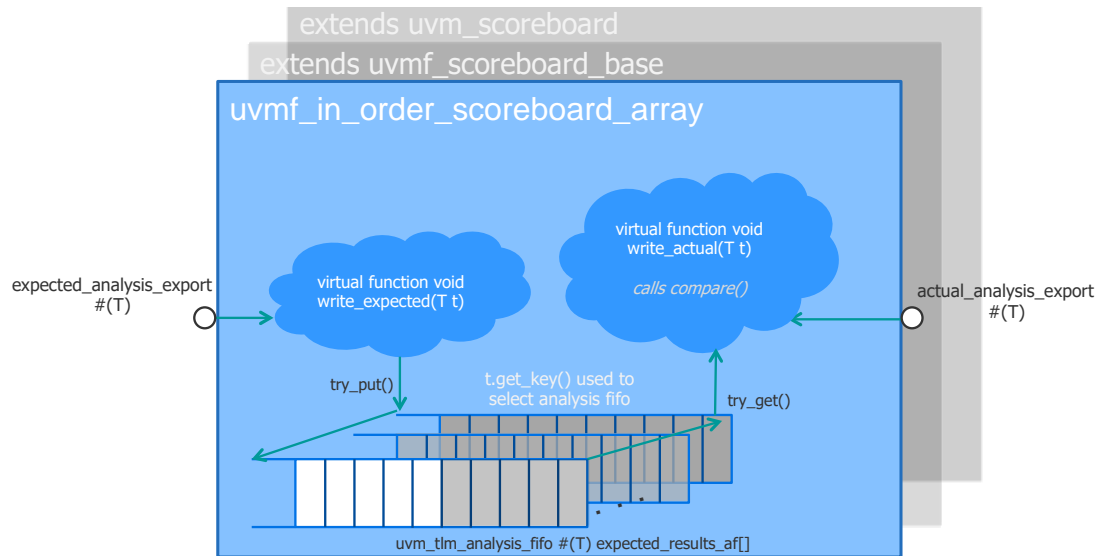 extends uvm_scoreboard
extends uvmf_scoreboard_base
uvmf_in_order_scoreboard_array
virtual function void
write_actual(T t)
calls compare()
virtual function void
write_expected(T t)
expected_analysis_export
#(T)
actual_analysis_export
#(T)
try_put()
t.get_key() used to
select analysis fifo
try_get()
. . .
uvm_tlm_analysis_fifo #(T) expected_results_af[]